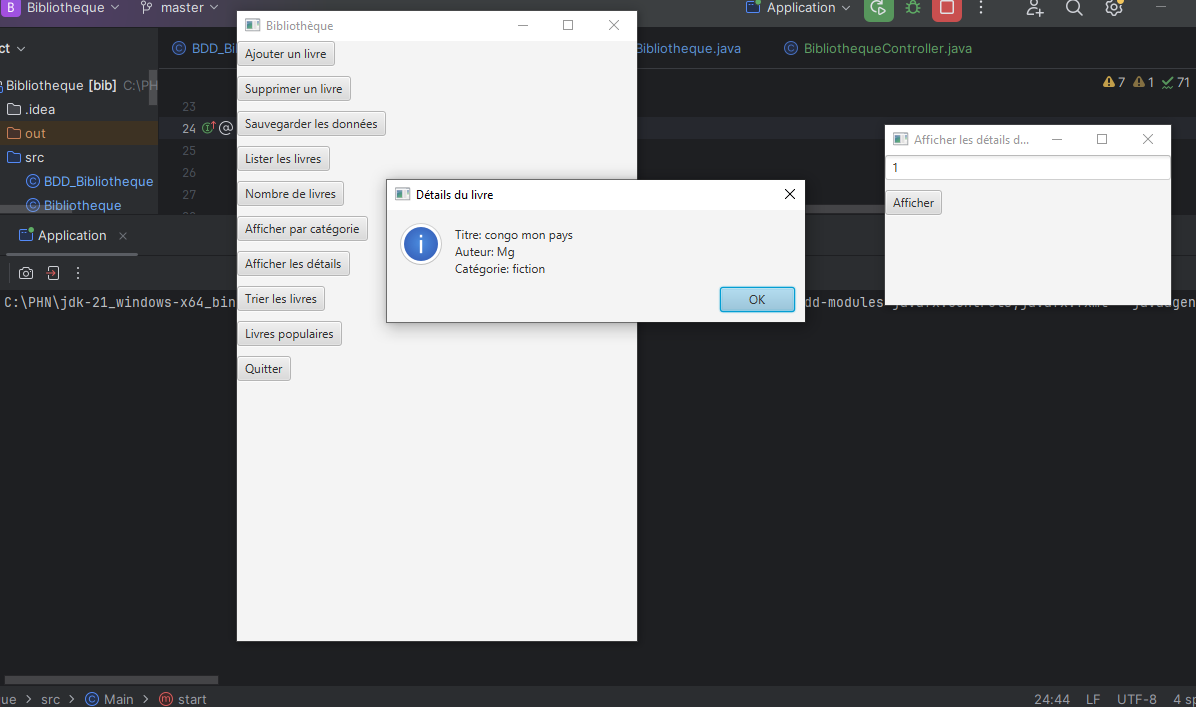 B Bibliotheque master
Application
ct
BDD_Bi
Bibliotheque.java
BibliothequeController.java
Bibliotheque [bib] C:\PH
.idea
out
src
BDD_Bibliotheque
Bibliotheque
23
24
25
26
27
7 1 71
Bibliothèque
Ajouter un livre
Supprimer un livre
Sauvegarder les données
Lister les livres
Nombre de livres
Afficher par catégorie
Afficher les détails
Trier les livres
Livres populaires
Quitter
Détails du livre
Titre: congo mon pays
Auteur: Mg
Catégorie: fiction
OK
Afficher les détails d...
1
Afficher
Application
C:\PHN\jdk-21_windows-x64_bin
ue > src > Main > start
24:44 LF UTF-8 4 sp